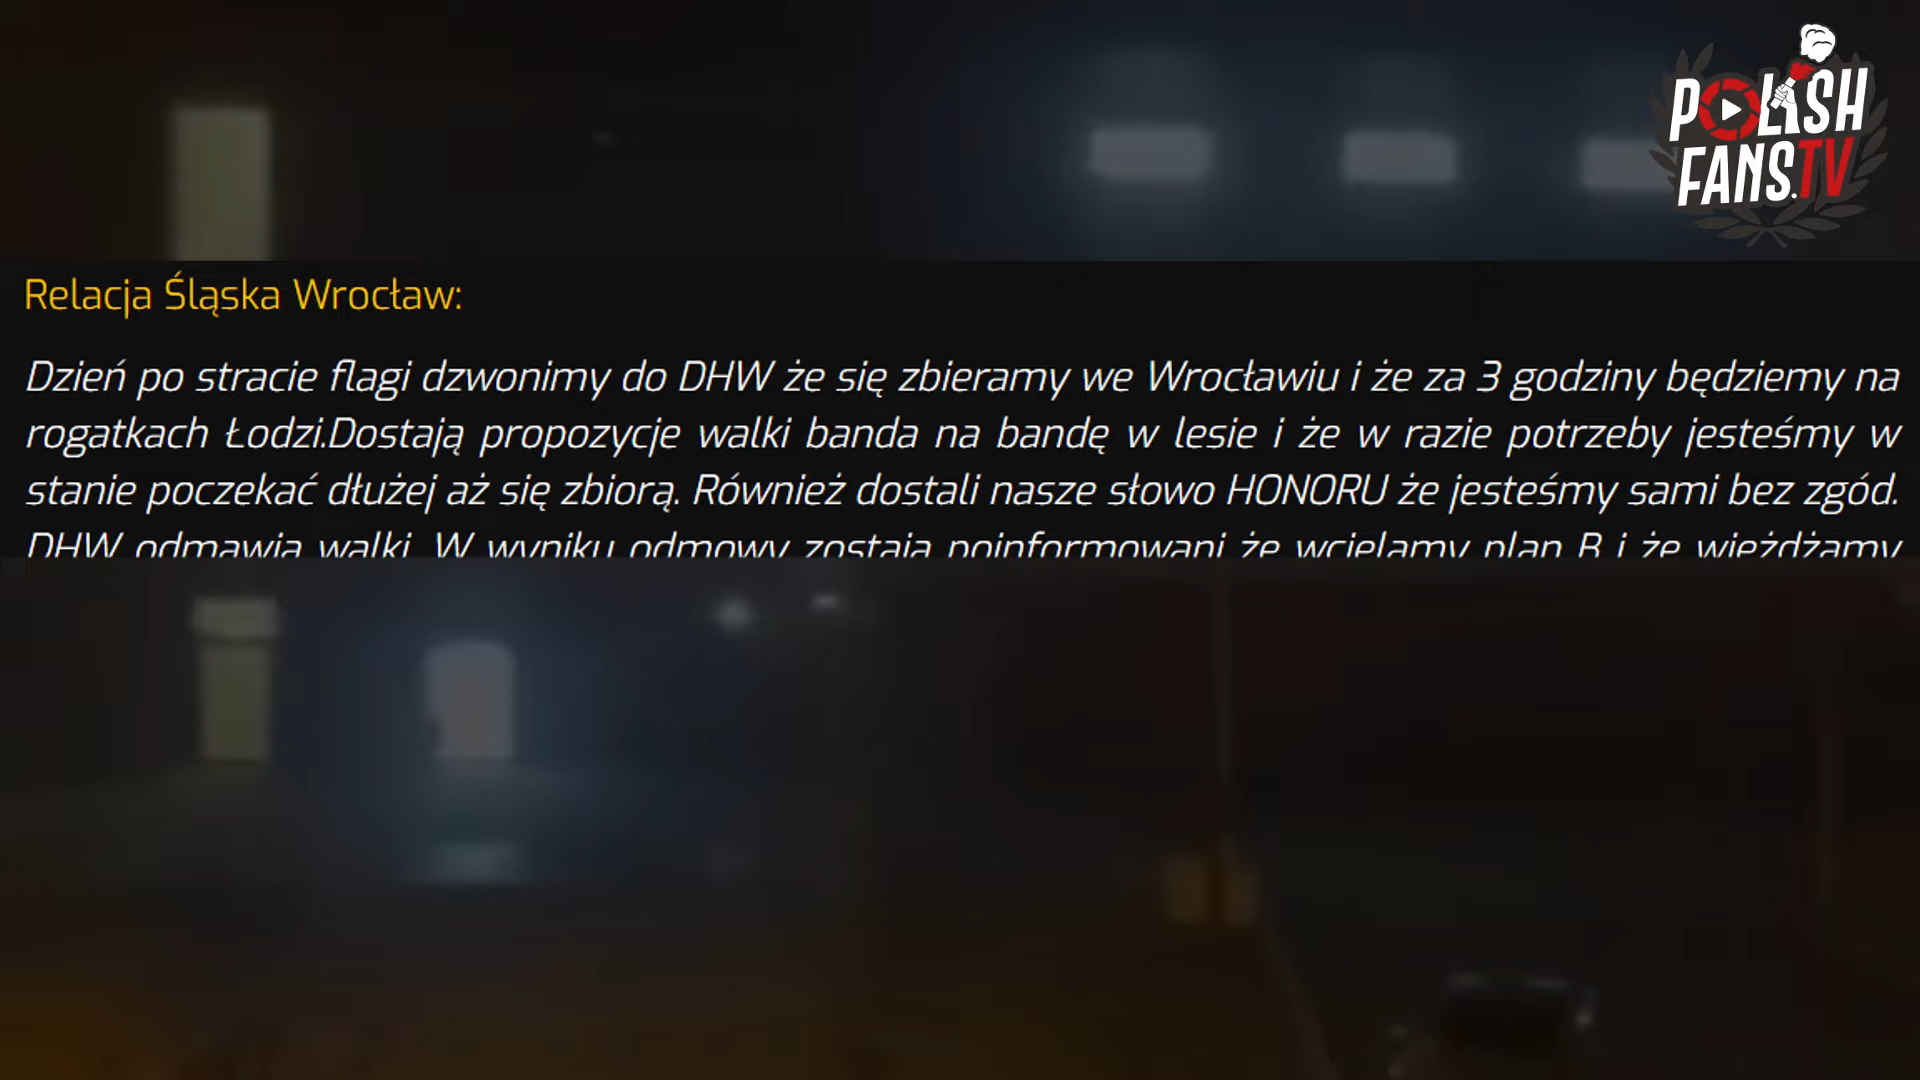 POLISH
FANS.TV
Relacja Śląska Wrocław:
Dzień po stracie flagi dzwonimy do DHW że się zbieramy we Wrocławiu i że za 3 godziny będziemy na
rogatkach Łodzi.Dostają propozycje walki banda na bandę w lesie i że w razie potrzeby jesteśmy w
stanie poczekać dłużej aż się zbiorą. Również dostali nasze słowo HONORU że jesteśmy sami bez zgód.
DHW odmawia walki. W wyniku odmowy zostają poinformowani że wcielamy plan B i że wieżdżamy